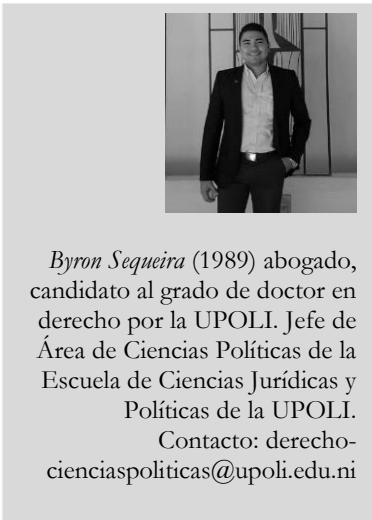 Byron Sequeira (1989) abogado,
candidato al grado de doctor en
derecho por la UPOLI. Jefe de
Área de Ciencias Políticas de la
Escuela de Ciencias Jurídicas y
Políticas de la UPOLI.
Contacto: derecho-
cienciaspoliticas@upoli.edu.ni